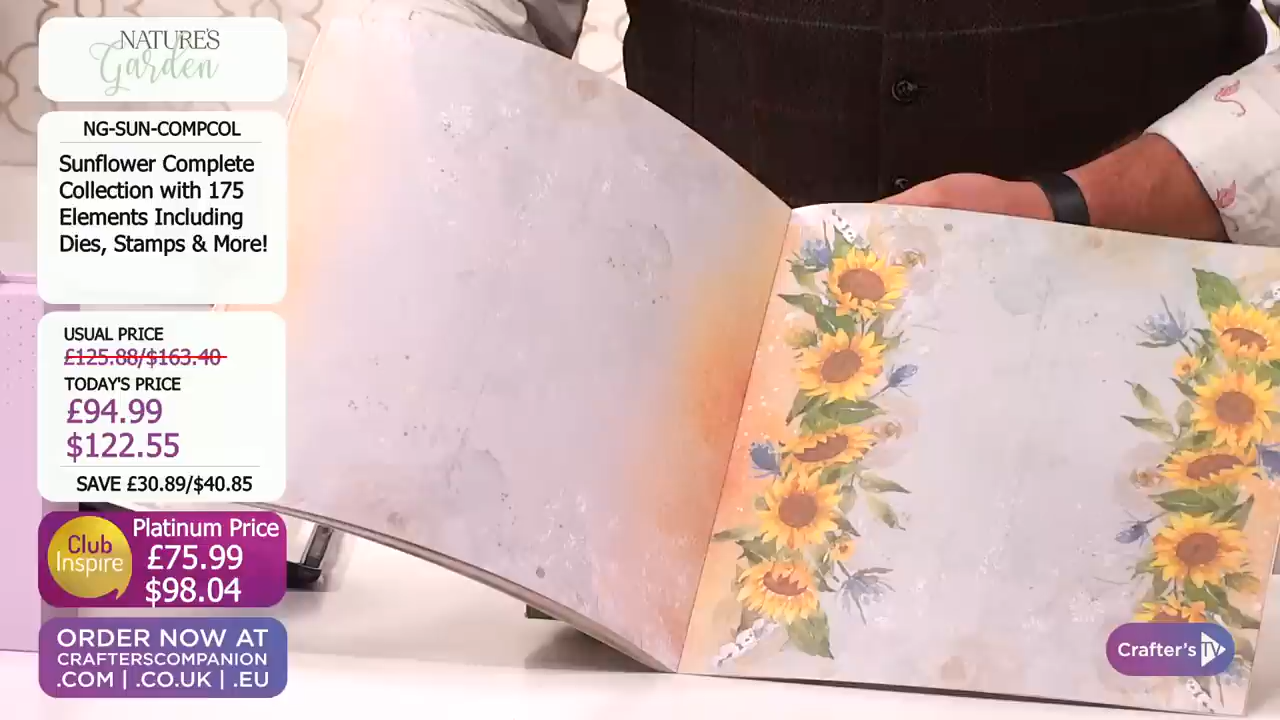 NATURE'S
Garden
NG-SUN-COMPCOL
Sunflower Complete
Collection with 175
Elements Including
Dies, Stamps & More!
USUAL PRICE
£125.88/$163.40
TODAY'S PRICE
£94.99
$122.55
SAVE £30.89/$40.85
Club
Inspire
Platinum Price
£75.99
$98.04
ORDER NOW AT
CRAFTERSCOMPANION
.COM | .CO.UK | .EU
Crafter's TV